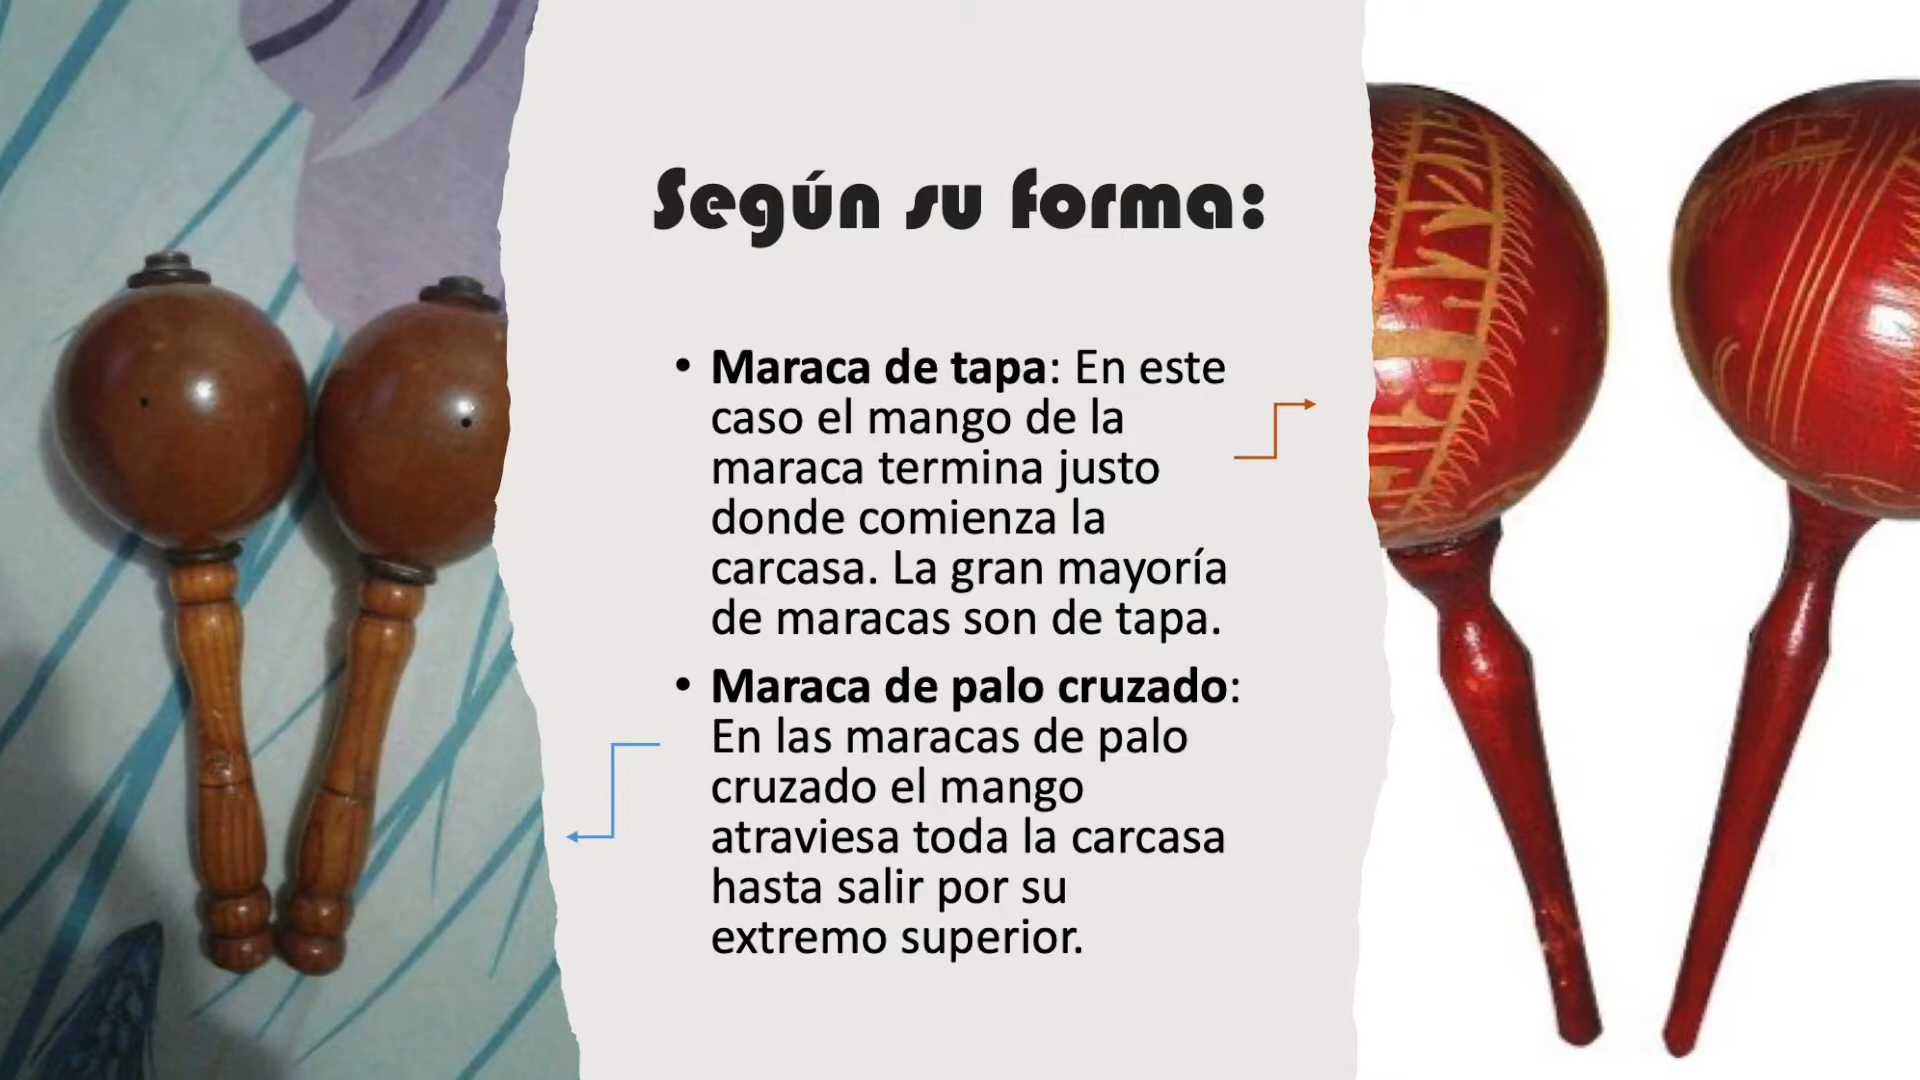 Según su forma:
• Maraca de tapa: En este
caso el mango de la
maraca termina justo
donde comienza la
carcasa. La gran mayoría
de maracas son de tapa.
• Maraca de palo cruzado:
En las maracas de palo
cruzado el mango
atraviesa toda la carcasa
hasta salir por su
extremo superior.